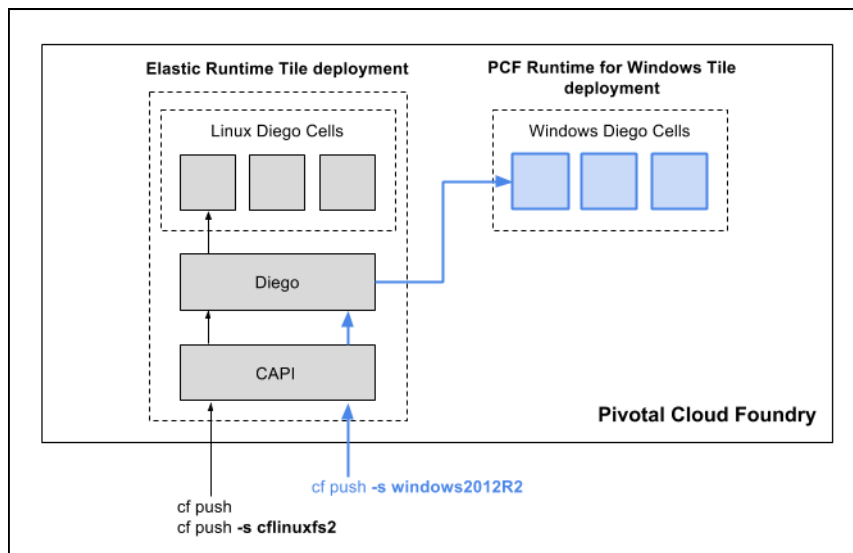 Elastic Runtime Tile deployment
PCF Runtime for Windows Tile
deployment
Linux Diego Cells
Windows Diego Cells
Diego
CAPI
Pivotal Cloud Foundry
cf push -s windows2012R2
cf push
cf push -s cflinuxfs2